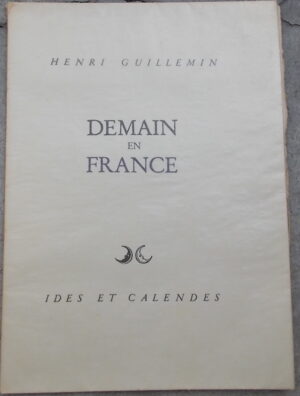 HENRI GUILLEMIN
DEMAIN
EN
FRANCE
IDES ET CALENDES